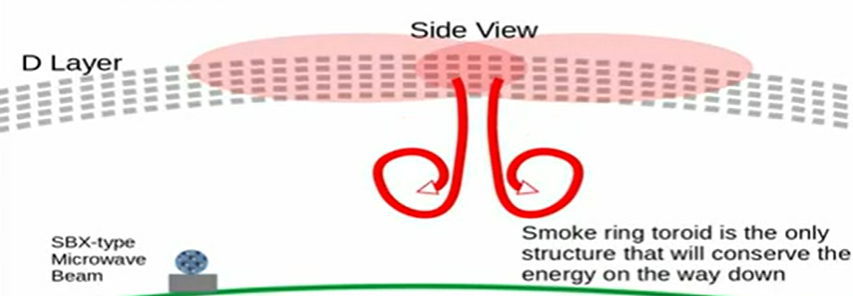 Side View
D Layer
SBX-type
Microwave
Beam
Smoke ring toroid is the only
structure that will conserve the
energy on the way down